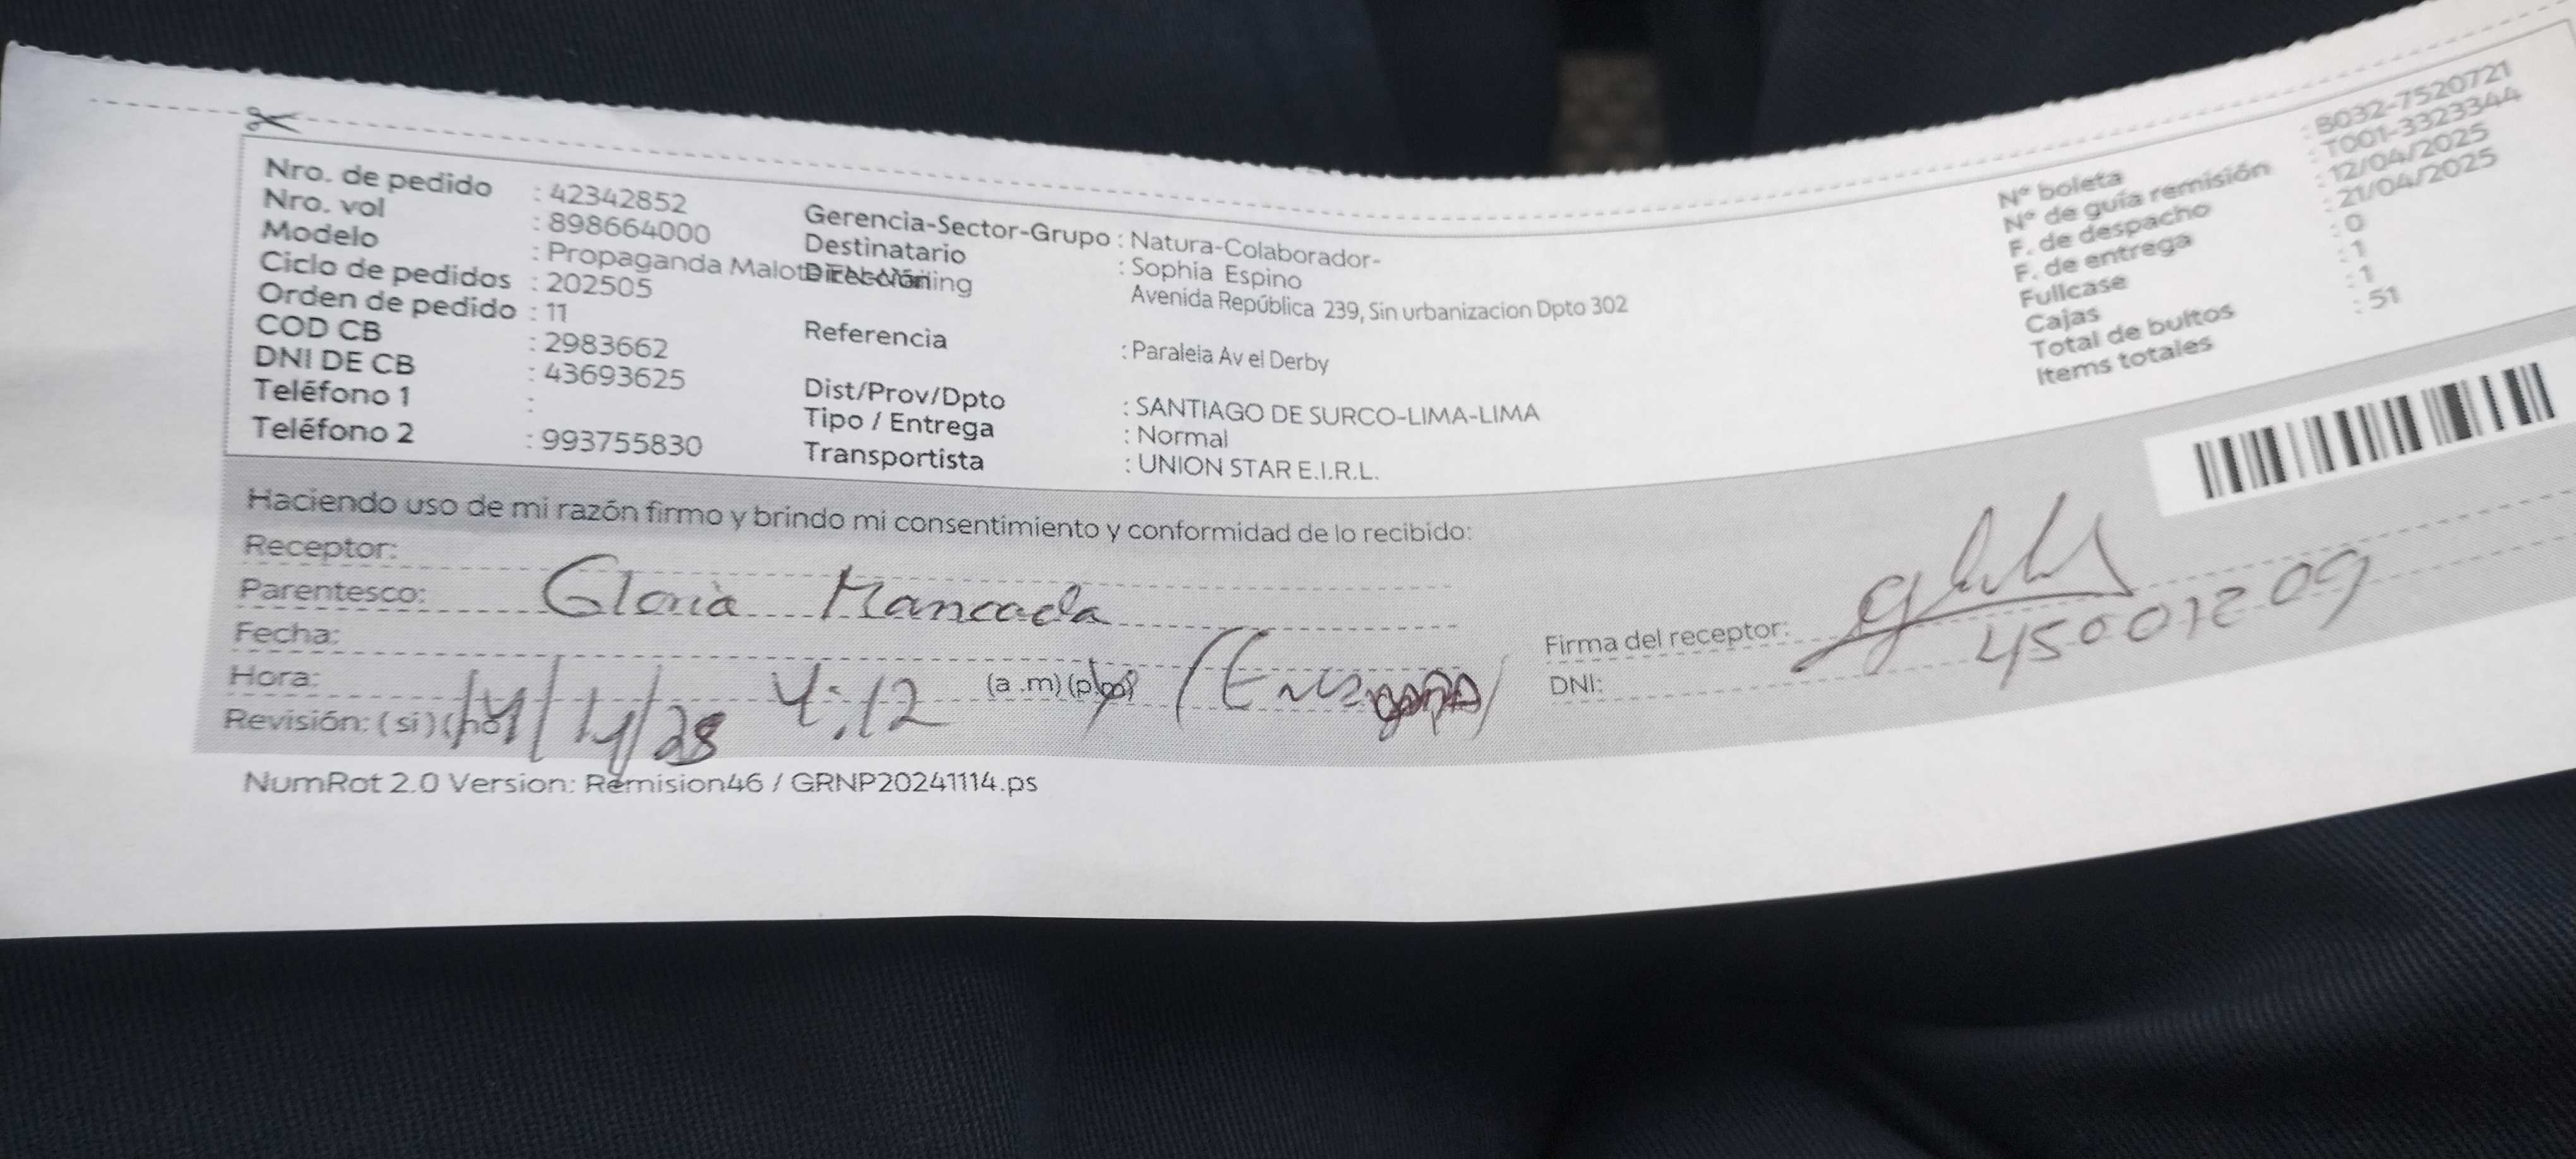 Nro. de pedido : 42342852
Nro. vol : 898664000
Modelo : Propaganda Malote
Ciclo de pedidos : 202505
Orden de pedido : 11
COD CB : 2983662
DNI DE CB : 43693625
Teléfono 1 :
Teléfono 2 : 993755830
Gerencia-Sector-Grupo : Natura-Colaborador-
Destinatario : Sophia Espino
Dirección Avenida República 239, Sin urbanizacion Dpto 302
Referencia : Paralela Av el Derby
Dist/Prov/Dpto : SANTIAGO DE SURCO-LIMA-LIMA
Tipo / Entrega : Normal
Transportista : UNION STAR E.I.R.L.
N° boleta : B032-7520721
N° de guía remisión : T001-3323344
F. de despacho : 12/04/2025
F. de entrega : 21/04/2025
Fullcase : 0
Cajas : 1
Total de bultos : 1
Items totales : 51
Haciendo uso de mi razón firmo y brindo mi consentimiento y conformidad de lo recibido:
Receptor:
Parentesco: Gloria Mancada
Fecha:
Hora: 4:12 (a .m)
Revisión: (si) (no)
Firma del receptor:
DNI: 45001209
NumRot 2.0 Version: Remision46 / GRNP20241114.ps